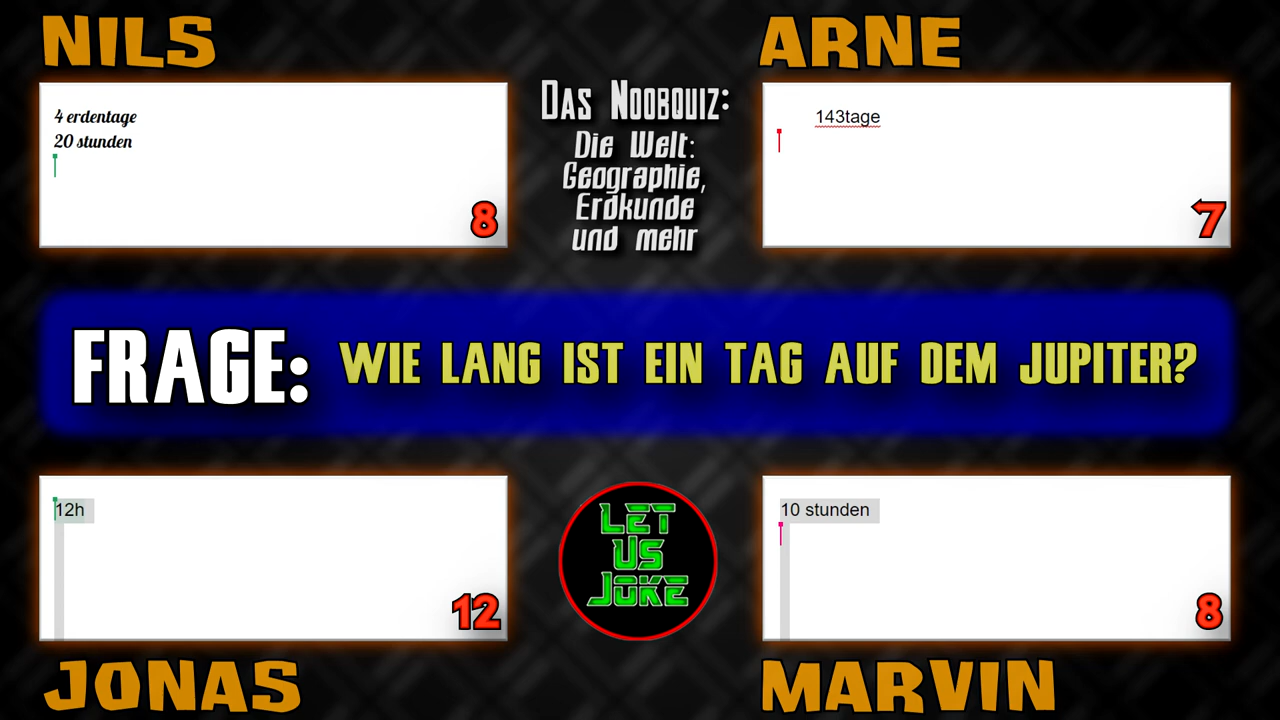 NILS
4 erdentage
20 stunden
8
DAS NOOBQUIZ:
Die Welt:
Geographie,
Erdkunde
und mehr
ARNE
143tage
7
FRAGE: WIE LANG IST EIN TAG AUF DEM JUPITER?
12h
12
JONAS
LET
US
JOKE
10 stunden
8
MARVIN